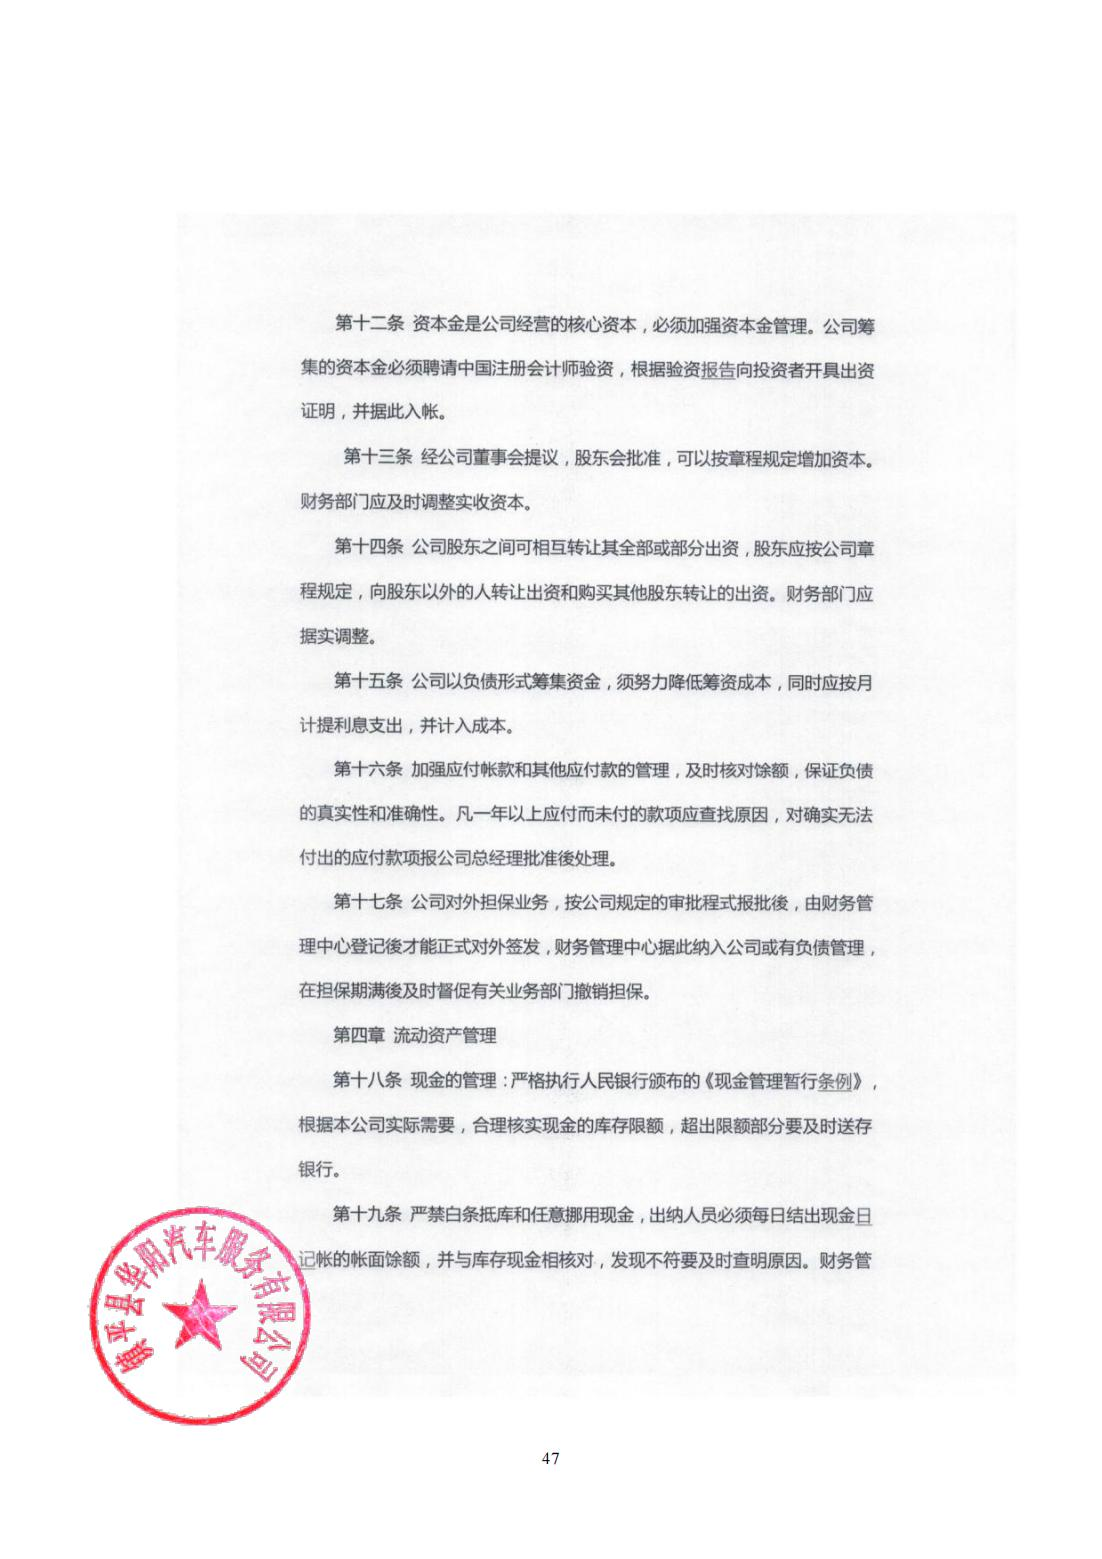 第十二条 资本金是公司经营的核心资本，必须加强资本金管理。公司筹
集的资本金必须聘请中国注册会计师验资，根据验资报告向投资者开具出资
证明，并据此入帐。
第十三条 经公司董事会提议，股东会批准，可以按章程规定增加资本。
财务部门应及时调整实收资本。
第十四条 公司股东之间可相互转让其全部或部分出资，股东应按公司章
程规定，向股东以外的人转让出资和购买其他股东转让的出资。财务部门应
据实调整。
第十五条 公司以负债形式筹集资金，须努力降低筹资成本，同时应按月
计提利息支出，并计入成本。
第十六条 加强应付帐款和其他应付款的管理，及时核对馀额，保证负债
的真实性和准确性。凡一年以上应付而未付的款项应查找原因，对确实无法
付出的应付款项报公司总经理批准後处理。
第十七条 公司对外担保业务，按公司规定的审批程式报批後，由财务管
理中心登记後才能正式对外签发，财务管理中心据此纳入公司或有负债管理，
在担保期满後及时督促有关业务部门撤销担保。
第四章 流动资产管理
第十八条 现金的管理：严格执行人民银行颁布的《现金管理暂行条例》，
根据本公司实际需要，合理核实现金的库存限额，超出限额部分要及时送存
银行。
第十九条 严禁白条抵库和任意挪用现金，出纳人员必须每日结出现金日
记帐的帐面馀额，并与库存现金相核对，发现不符要及时查明原因。财务管
镇平县华阳汽车服务有限公司
47